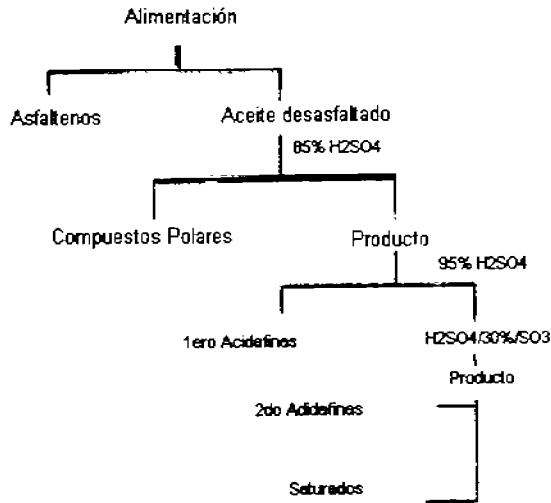 Alimentación
Asfaltenos
Aceite desasfaltado
85% H2SO4
Compuestos Polares
Producto
95% H2SO4
1ero Acidefines
H2SO4/30%/SO3
Producto
2do Adidefines
Saturados